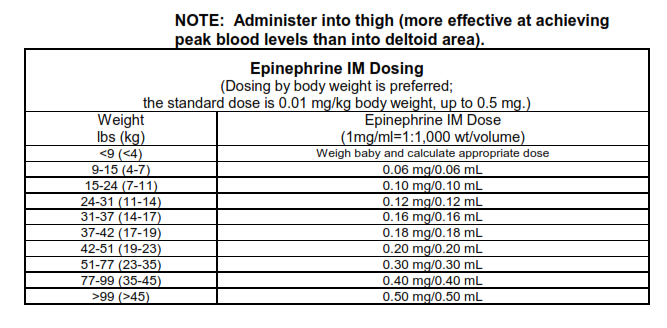 NOTE:  Administer into thigh (more effective at achieving
peak blood levels than into deltoid area).
Epinephrine IM Dosing
(Dosing by body weight is preferred;
the standard dose is 0.01 mg/kg body weight, up to 0.5 mg.)
Weight Epinephrine IM Dose
lbs (kg) (1mg/ml=1:1,000 wt/volume)
<9 (<4) Weigh baby and calculate appropriate dose
9-15 (4-7) 0.06 mg/0.06 mL
15-24 (7-11) 0.10 mg/0.10 mL
24-31 (11-14) 0.12 mg/0.12 mL
31-37 (14-17) 0.16 mg/0.16 mL
37-42 (17-19) 0.18 mg/0.18 mL
42-51 (19-23) 0.20 mg/0.20 mL
51-77 (23-35) 0.30 mg/0.30 mL
77-99 (35-45) 0.40 mg/0.40 mL
>99 (>45) 0.50 mg/0.50 mL